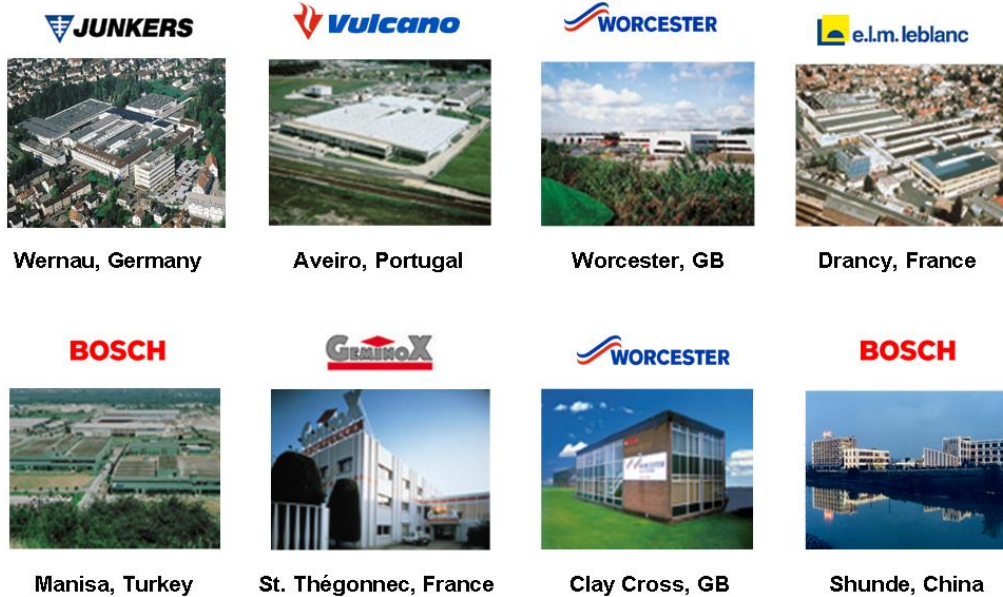 JUNKERS
Vulcano
WORCESTER
e.l.m. leblanc
Wernau, Germany
Aveiro, Portugal
Worcester, GB
Drancy, France
BOSCH
GEMINOX
WORCESTER
BOSCH
Manisa, Turkey
St. Thégonnec, France
Clay Cross, GB
Shunde, China